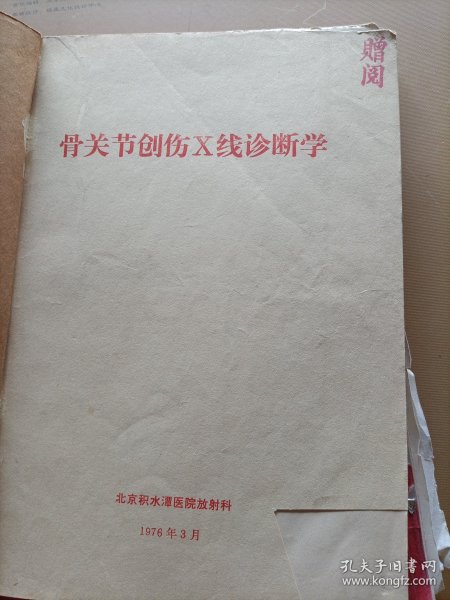 贈
阅
骨关节创伤X线诊断学
北京积水潭医院放射科
1976年3月
孔夫子旧书网
www.kongfz.com